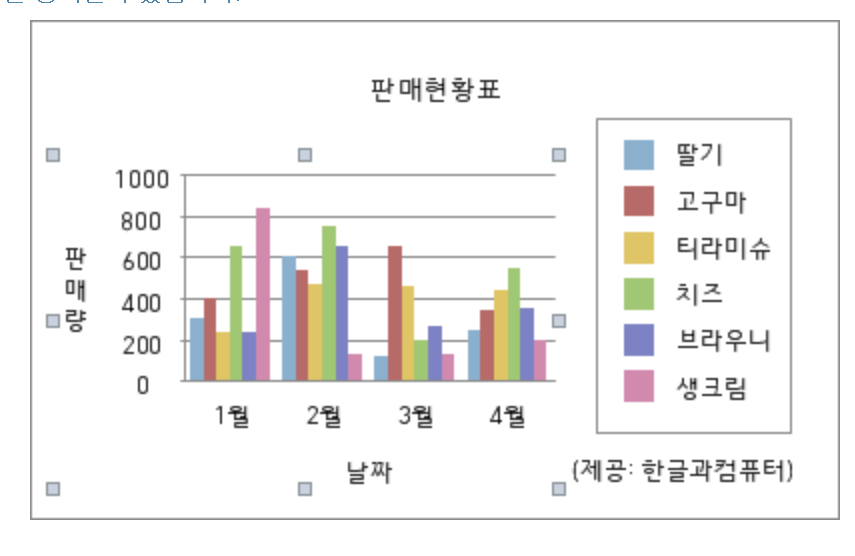 판매현황표
딸기
고구마
티라미슈
치즈
브라우니
생크림
판매량
1000
800
600
400
200
0
1월 2월 3월 4월
날짜
(제공: 한글과컴퓨터)